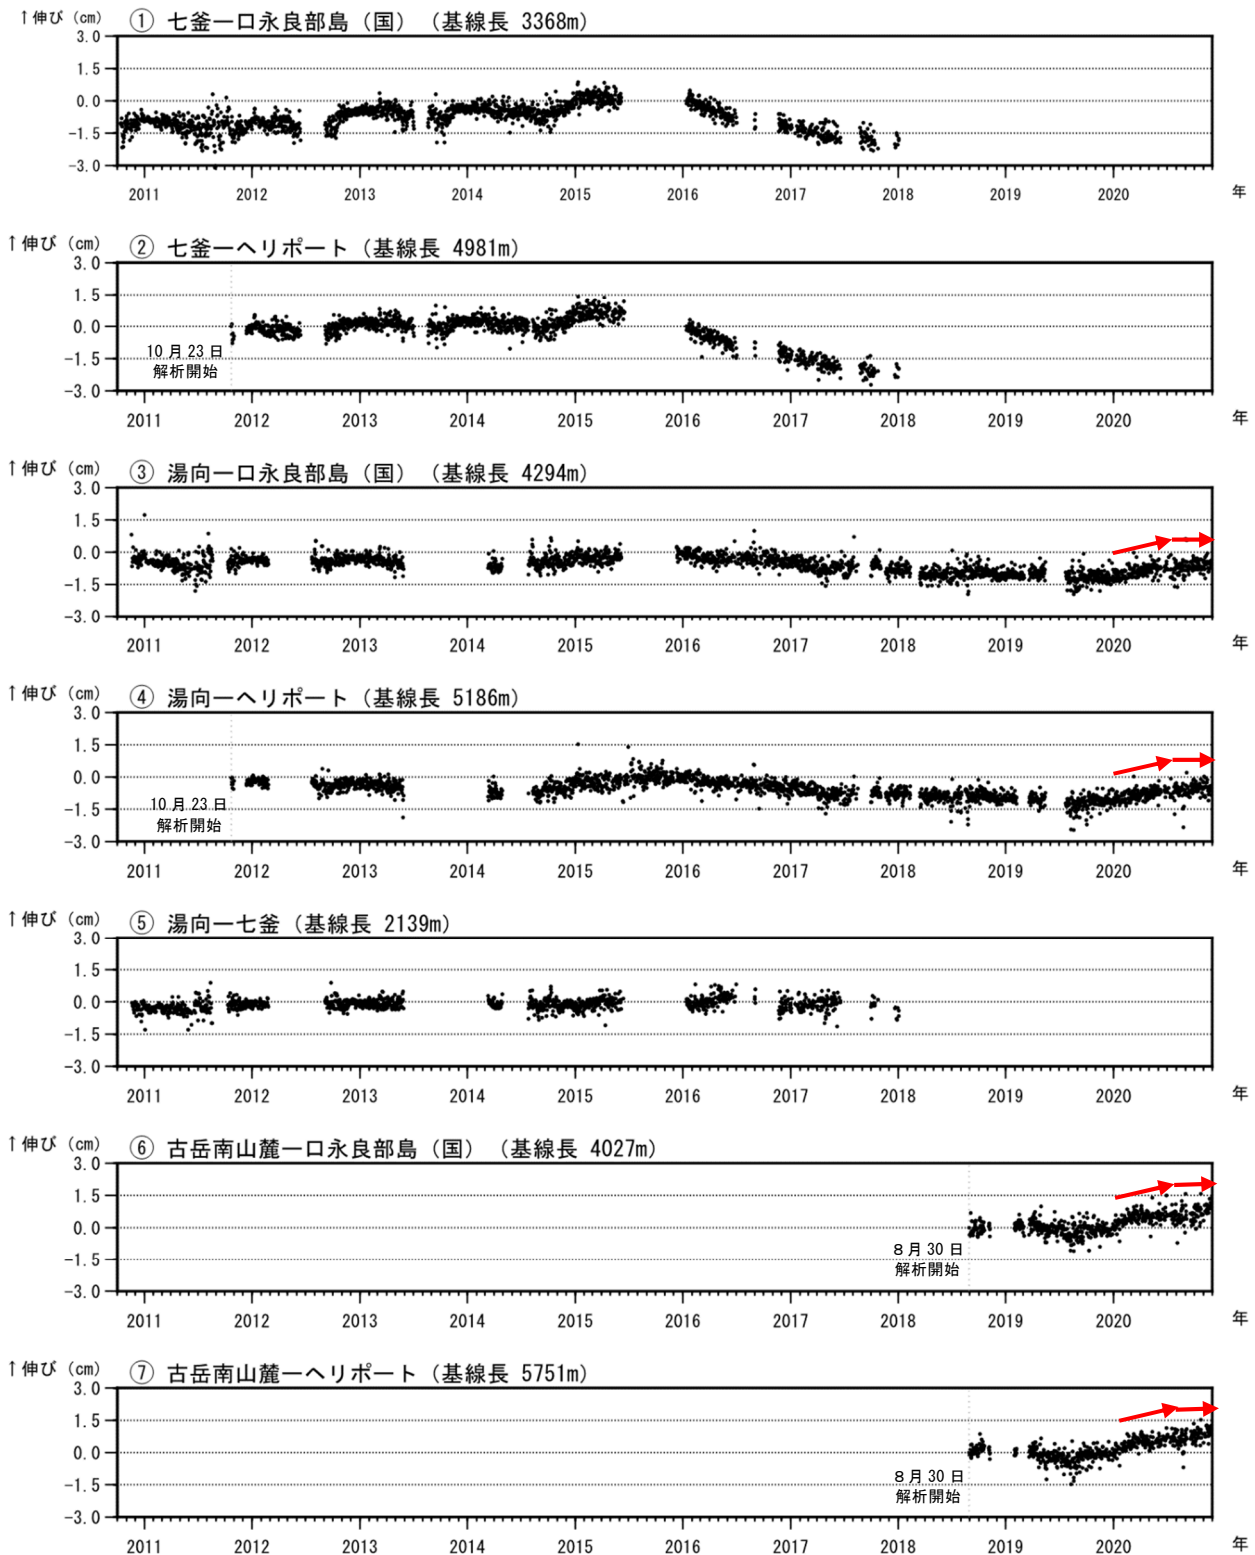 ↑伸び (cm) ① 七釜ー口永良部島（国）（基線長 3368m）
3.0
1.5
0.0
-1.5
-3.0
2011 2012 2013 2014 2015 2016 2017 2018 2019 2020 年
↑伸び (cm) ② 七釜ーヘリポート（基線長 4981m）
3.0
1.5
0.0
-1.5
-3.0
10月23日
解析開始
2011 2012 2013 2014 2015 2016 2017 2018 2019 2020 年
↑伸び (cm) ③ 湯向ー口永良部島（国）（基線長 4294m）
3.0
1.5
0.0
-1.5
-3.0
2011 2012 2013 2014 2015 2016 2017 2018 2019 2020 年
↑伸び (cm) ④ 湯向ーヘリポート（基線長 5186m）
3.0
1.5
0.0
-1.5
-3.0
10月23日
解析開始
2011 2012 2013 2014 2015 2016 2017 2018 2019 2020 年
↑伸び (cm) ⑤ 湯向ー七釜（基線長 2139m）
3.0
1.5
0.0
-1.5
-3.0
2011 2012 2013 2014 2015 2016 2017 2018 2019 2020 年
↑伸び (cm) ⑥ 古岳南山麓ー口永良部島（国）（基線長 4027m）
3.0
1.5
0.0
-1.5
-3.0
8月30日
解析開始
2011 2012 2013 2014 2015 2016 2017 2018 2019 2020 年
↑伸び (cm) ⑦ 古岳南山麓ーヘリポート（基線長 5751m）
3.0
1.5
0.0
-1.5
-3.0
8月30日
解析開始
2011 2012 2013 2014 2015 2016 2017 2018 2019 2020 年